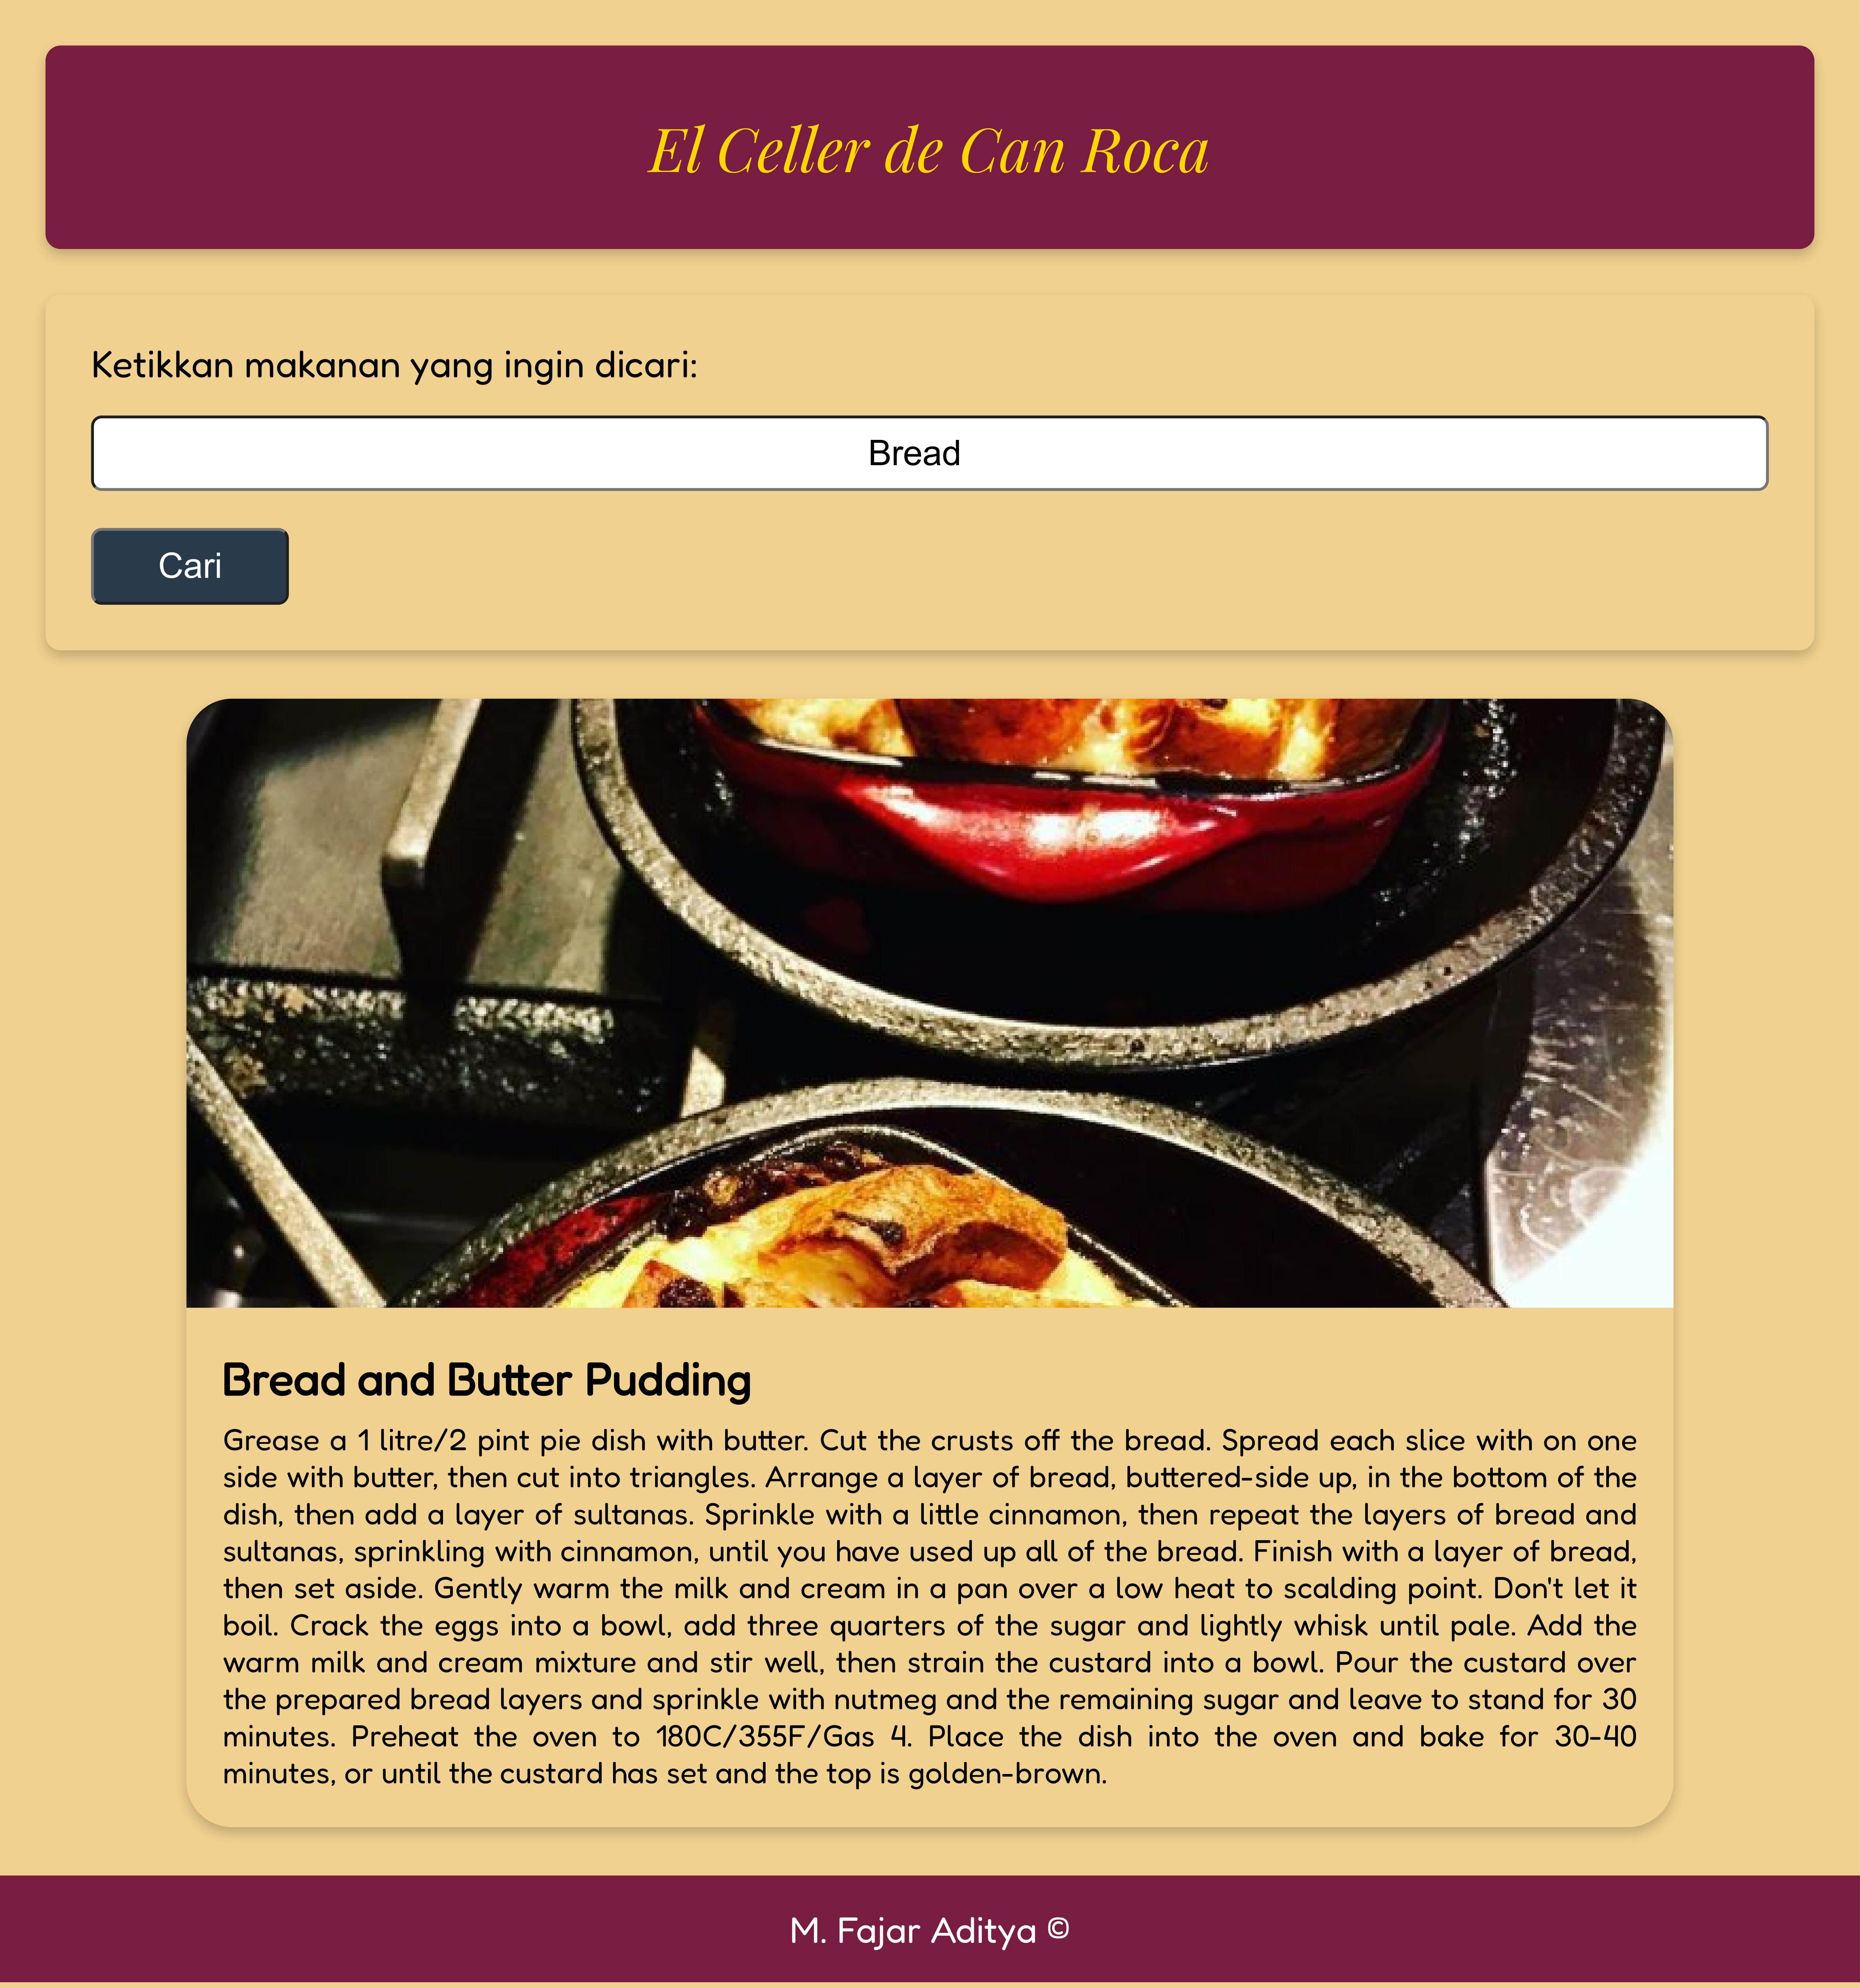 El Celler de Can Roca
Ketikkan makanan yang ingin dicari:
Bread
Cari
Bread and Butter Pudding
Grease a 1 litre/2 pint pie dish with butter. Cut the crusts off the bread. Spread each slice with on one
side with butter, then cut into triangles. Arrange a layer of bread, buttered-side up, in the bottom of the
dish, then add a layer of sultanas. Sprinkle with a little cinnamon, then repeat the layers of bread and
sultanas, sprinkling with cinnamon, until you have used up all of the bread. Finish with a layer of bread,
then set aside. Gently warm the milk and cream in a pan over a low heat to scalding point. Don't let it
boil. Crack the eggs into a bowl, add three quarters of the sugar and lightly whisk until pale. Add the
warm milk and cream mixture and stir well, then strain the custard into a bowl. Pour the custard over
the prepared bread layers and sprinkle with nutmeg and the remaining sugar and leave to stand for 30
minutes. Preheat the oven to 180C/355F/Gas 4. Place the dish into the oven and bake for 30-40
minutes, or until the custard has set and the top is golden-brown.
M. Fajar Aditya ©